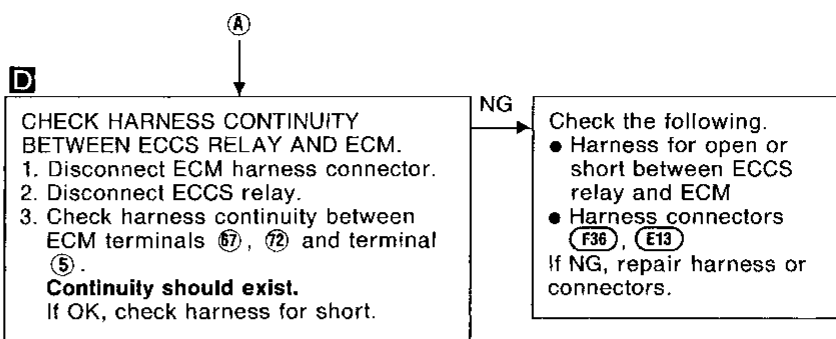 Ⓐ
D
CHECK HARNESS CONTINUITY
BETWEEN ECCS RELAY AND ECM.
1. Disconnect ECM harness connector.
2. Disconnect ECCS relay.
3. Check harness continuity between
ECM terminals 67, 72 and terminal
⑤.
Continuity should exist.
If OK, check harness for short.
NG
Check the following.
● Harness for open or
short between ECCS
relay and ECM
● Harness connectors
F36, E13
If NG, repair harness or
connectors.